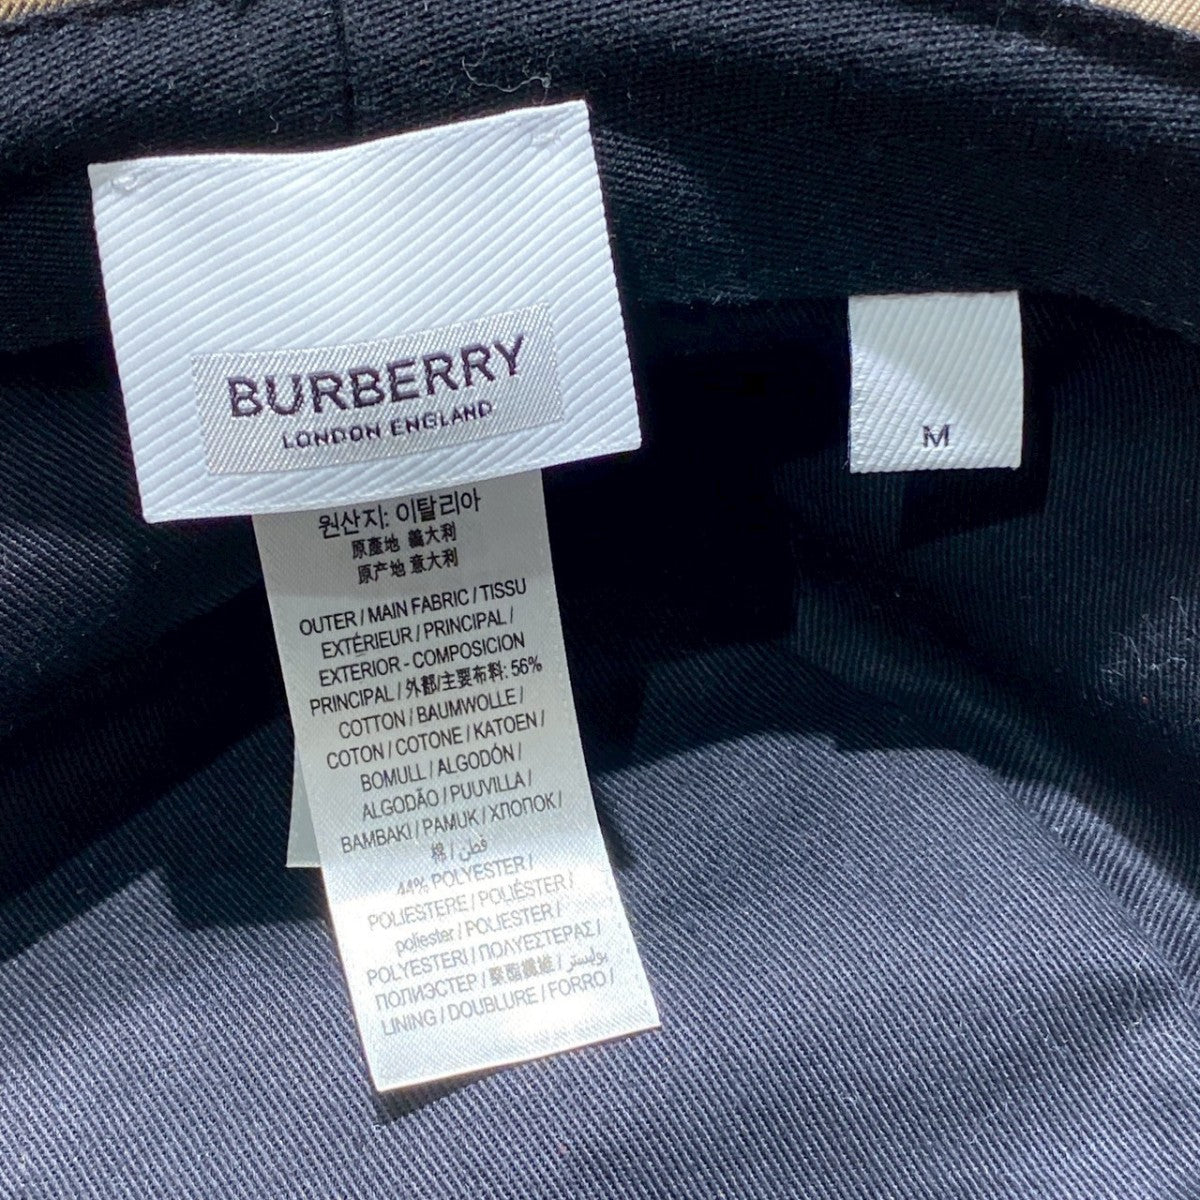 BURBERRY
LONDON ENGLAND
M
원산지: 이탈리아
原產地 義大利
原产地 意大利
OUTER / MAIN FABRIC / TISSU
EXTÉRIEUR / PRINCIPAL /
EXTERIOR - COMPOSICION
PRINCIPAL / 外部/主要布料: 56%
COTTON / BAUMWOLLE /
COTON / COTONE / KATOEN /
BOMULL / ALGODÓN /
ALGODÃO / PUUVILLA /
BAMBAKI / PAMUK / ХЛОПОК /
棉 / قطن
44% POLYESTER /
POLIESTERE / POLIÉSTER /
poliester / POLIESTER /
POLYESTERI / ΠΟΛΥΕΣΤΕΡΑΣ /
ПОЛИЭСТЕР / 聚酯纖維 / بوليستر
LINING / DOUBLURE / FORRO /